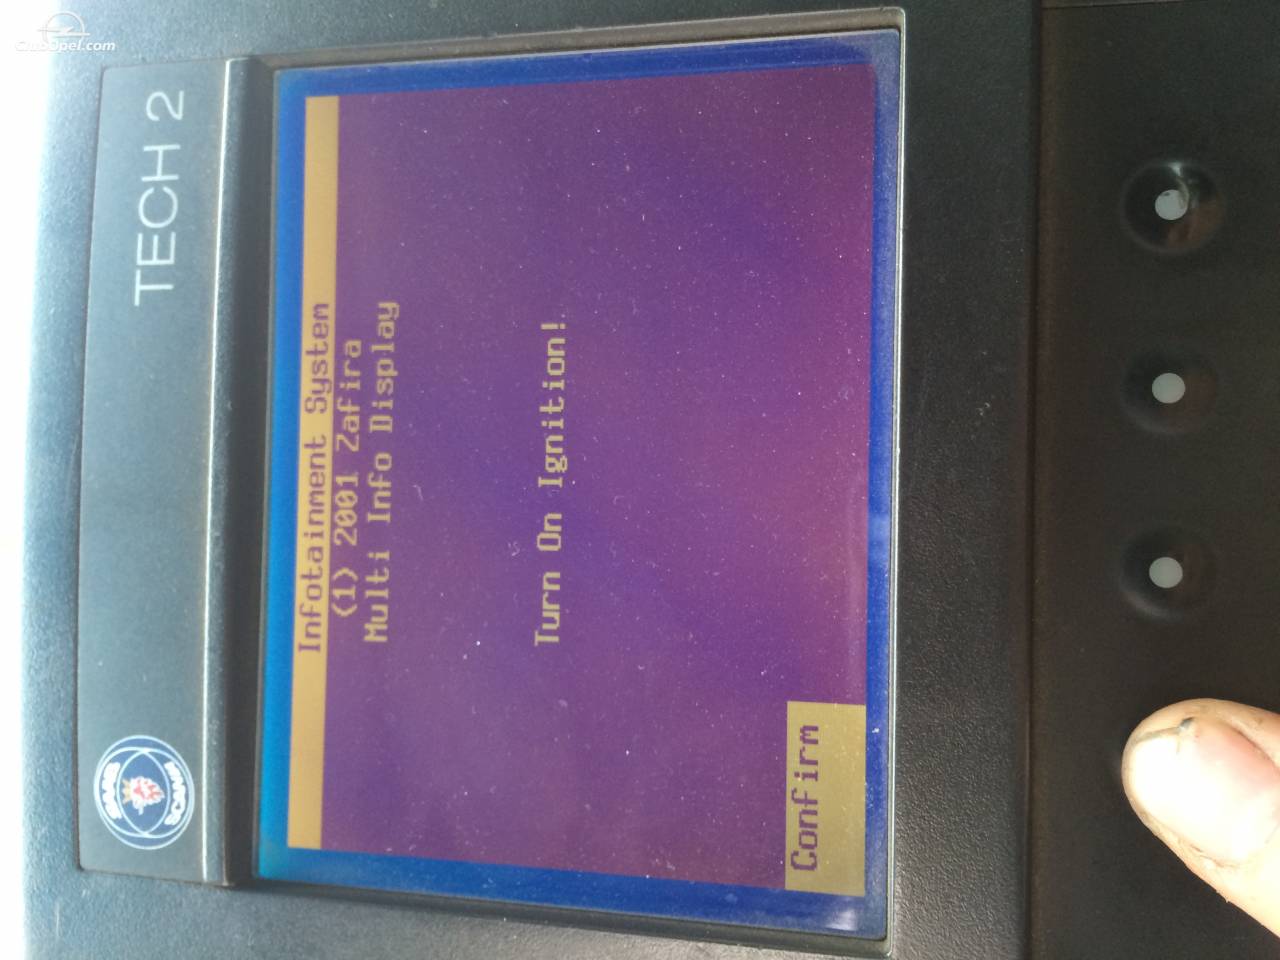 ClubOpel.com
TECH 2
SAAB
SCANIA
Infotainment System
(1) 2001 Zafira
Multi Info Display
Turn On Ignition!
Confirm